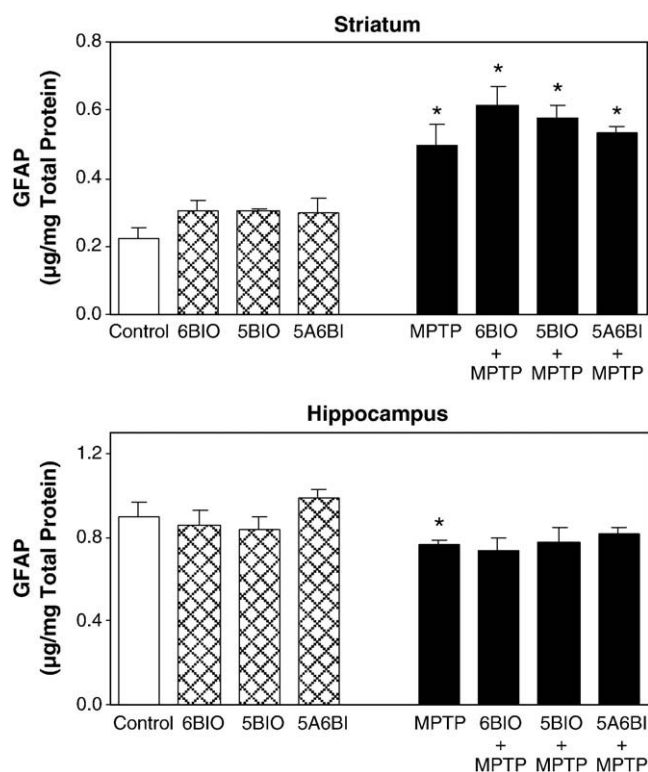 Striatum
GFAP
(µg/mg Total Protein)
0.8
0.6
0.4
0.2
0.0
* * * *
Control 6BIO 5BIO 5A6BI MPTP 6BIO 5BIO 5A6BI
+ + +
MPTP MPTP MPTP
Hippocampus
GFAP
(µg/mg Total Protein)
1.2
0.8
0.4
0.0
*
Control 6BIO 5BIO 5A6BI MPTP 6BIO 5BIO 5A6BI
+ + +
MPTP MPTP MPTP